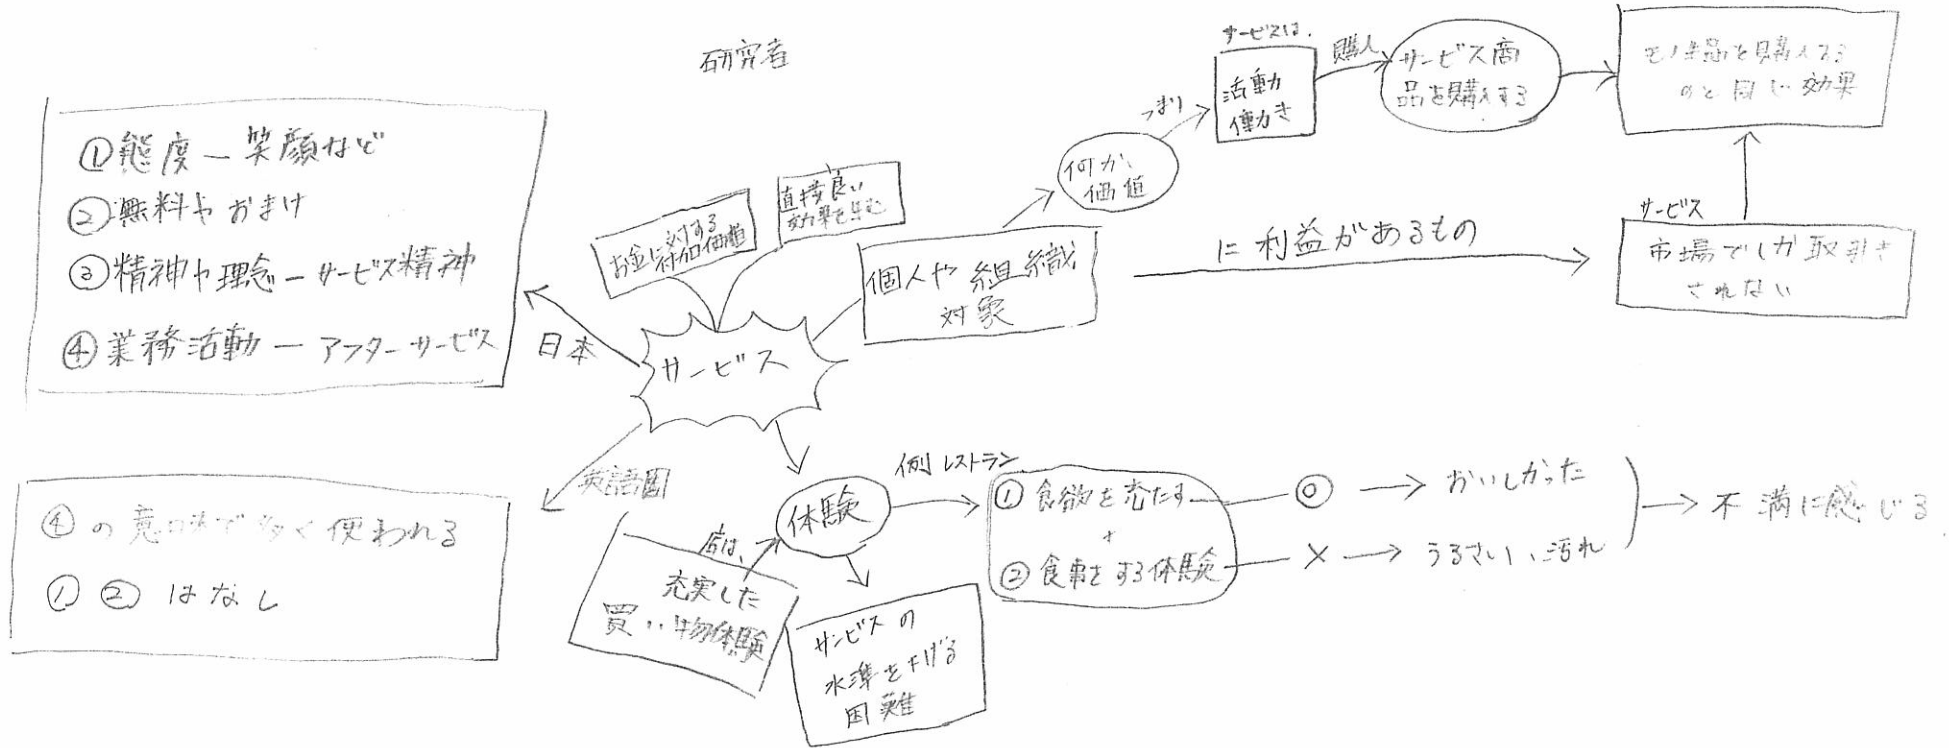 研究者
①態度ー笑顔など
②無料やおまけ
③精神や理念ーサービス精神
④業務活動ーアフターサービス
日本
サービス
お金に対する
付加価値
直接良い
効果を生む
個人や組織
対象
何か、
価値
つまり
サービスは、
活動
働き
購入
サービス商
品を購入する
モノ製品を購入する
のと同じ効果
に利益があるもの
サービス
市場でしか取引さ
れない
英語圏
④の意味で多く使われる
①②はなし
体験
店は、
充実した
買い物体験
サービスの
水準を下げる
困難
例 レストラン
①食欲を充たす
+
②食事をする体験
◎
おいしかった
×
うるさい、汚れ
不満に感じる